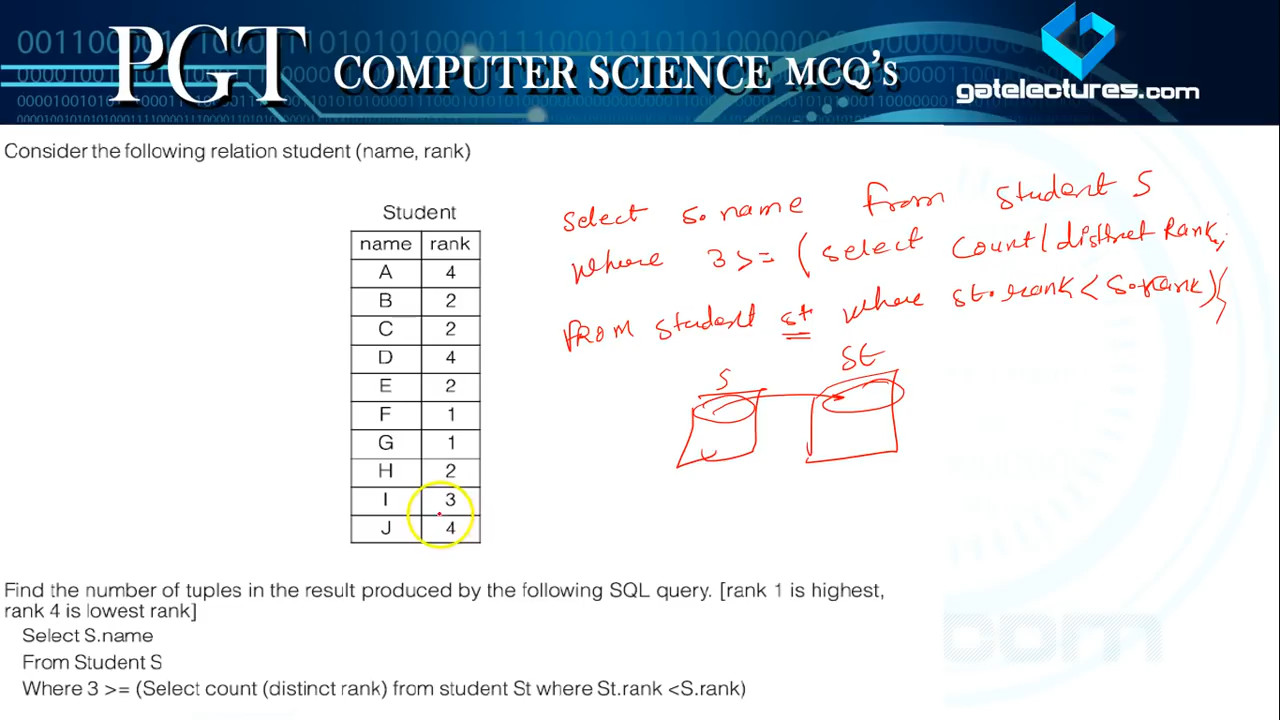 PGT COMPUTER SCIENCE MCQ's
gatelectures.com
Consider the following relation student (name, rank)
Student
name rank
A 4
B 2
C 2
D 4
E 2
F 1
G 1
H 2
I 3
J 4
Select s.name from Student S
where 3 >= (select count(distinct Rank)
from student st where st.rank < s.rank)
S
St
Find the number of tuples in the result produced by the following SQL query. [rank 1 is highest,
rank 4 is lowest rank]
Select S.name
From Student S
Where 3 >= (Select count (distinct rank) from student St where St.rank <S.rank)